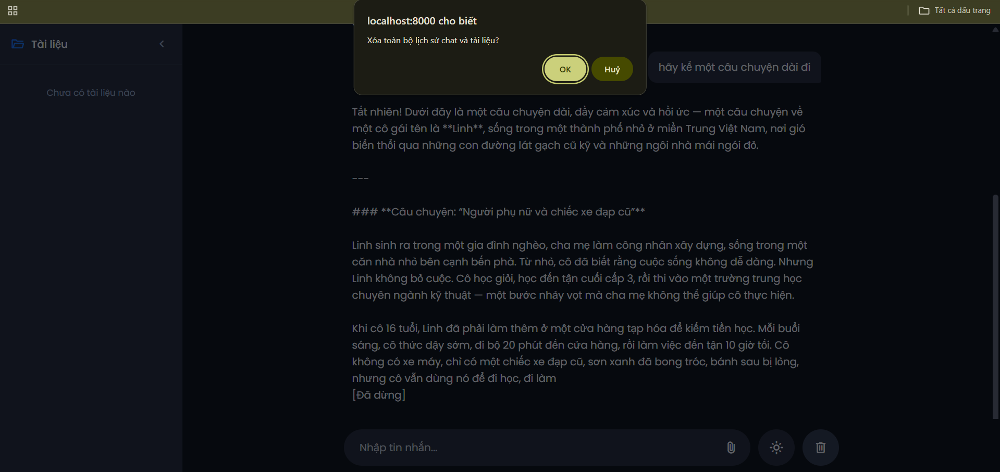 Tất cả dấu trang
localhost:8000 cho biết
Xóa toàn bộ lịch sử chat và tài liệu?
OK
Huỷ
Tài liệu
Chưa có tài liệu nào
hãy kể một câu chuyện dài đi
Tất nhiên! Dưới đây là một câu chuyện dài, đầy cảm xúc và hồi ức — một câu chuyện về
một cô gái tên là **Linh**, sống trong một thành phố nhỏ ở miền Trung Việt Nam, nơi gió
biển thổi qua những con đường lát gạch cũ kỹ và những ngôi nhà mái ngói đỏ.
---
### **Câu chuyện: “Người phụ nữ và chiếc xe đạp cũ”**
Linh sinh ra trong một gia đình nghèo, cha mẹ làm công nhân xây dựng, sống trong một
căn nhà nhỏ bên cạnh bến phà. Từ nhỏ, cô đã biết rằng cuộc sống không dễ dàng. Nhưng
Linh không bỏ cuộc. Cô học giỏi, học đến tận cuối cấp 3, rồi thi vào một trường trung học
chuyên ngành kỹ thuật — một bước nhảy vọt mà cha mẹ không thể giúp cô thực hiện.
Khi cô 16 tuổi, Linh đã phải làm thêm ở một cửa hàng tạp hóa để kiếm tiền học. Mỗi buổi
sáng, cô thức dậy sớm, đi bộ 20 phút đến cửa hàng, rồi làm việc đến tận 10 giờ tối. Cô
không có xe máy, chỉ có một chiếc xe đạp cũ, sơn xanh đã bong tróc, bánh sau bị lỏng,
nhưng cô vẫn dùng nó để đi học, đi làm
[Đã dừng]
Nhập tin nhắn...